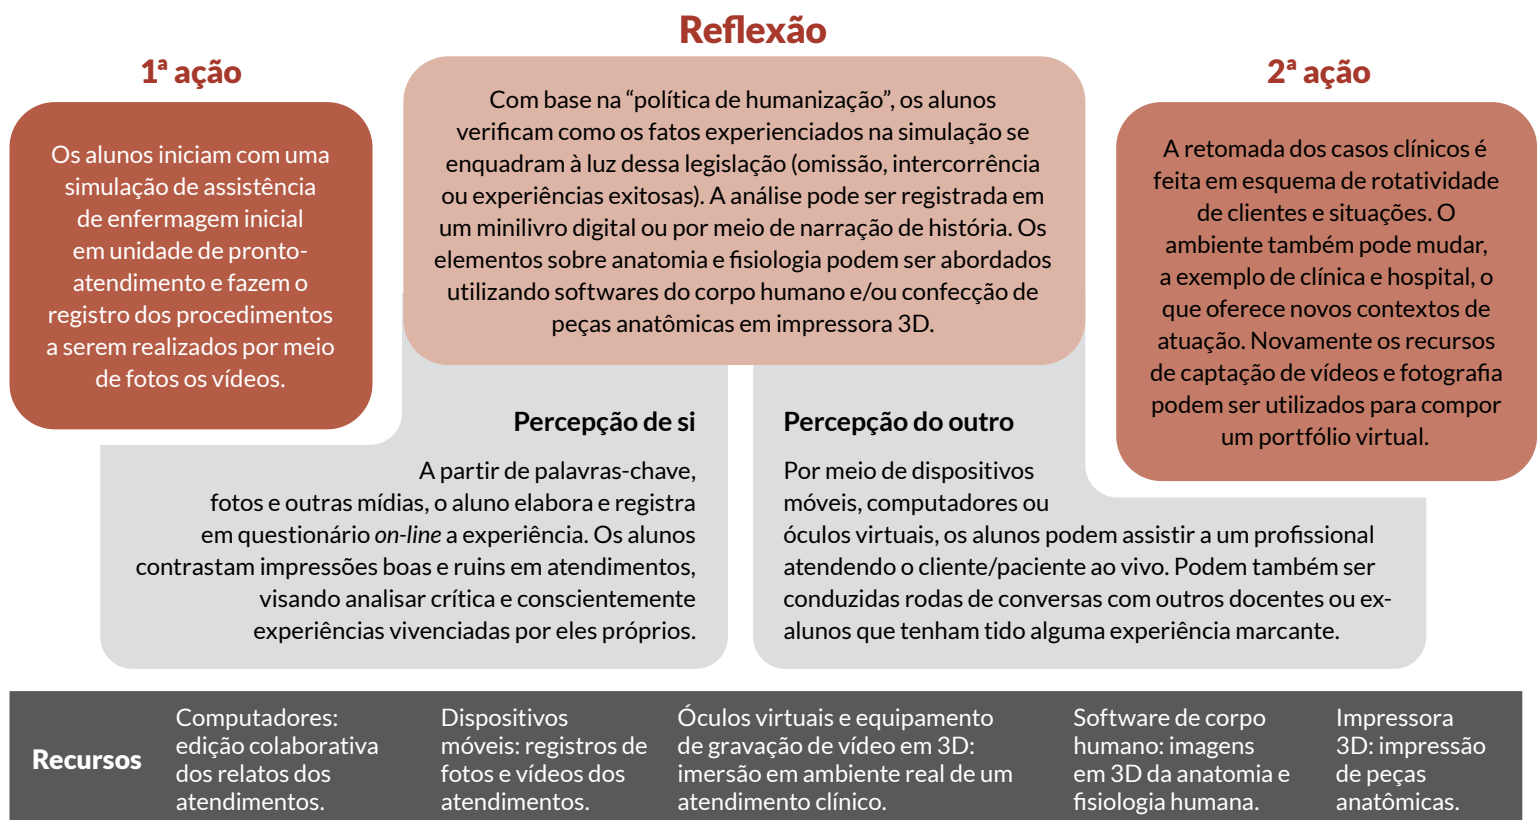 1ª ação
Os alunos iniciam com uma
simulação de assistência
de enfermagem inicial
em unidade de pronto-
atendimento e fazem o
registro dos procedimentos
a serem realizados por meio
de fotos os vídeos.
Reflexão
Com base na “política de humanização”, os alunos
verificam como os fatos experienciados na simulação se
enquadram à luz dessa legislação (omissão, intercorrência
ou experiências exitosas). A análise pode ser registrada em
um minilivro digital ou por meio de narração de história. Os
elementos sobre anatomia e fisiologia podem ser abordados
utilizando softwares do corpo humano e/ou confecção de
peças anatômicas em impressora 3D.
2ª ação
A retomada dos casos clínicos é
feita em esquema de rotatividade
de clientes e situações. O
ambiente também pode mudar,
a exemplo de clínica e hospital, o
que oferece novos contextos de
atuação. Novamente os recursos
de captação de vídeos e fotografia
podem ser utilizados para compor
um portfólio virtual.
Percepção de si
A partir de palavras-chave,
fotos e outras mídias, o aluno elabora e registra
em questionário on-line a experiência. Os alunos
contrastam impressões boas e ruins em atendimentos,
visando analisar crítica e conscientemente
experiências vivenciadas por eles próprios.
Percepção do outro
Por meio de dispositivos
móveis, computadores ou
óculos virtuais, os alunos podem assistir a um profissional
atendendo o cliente/paciente ao vivo. Podem também ser
conduzidas rodas de conversas com outros docentes ou ex-
alunos que tenham tido alguma experiência marcante.
Recursos
Computadores:
edição colaborativa
dos relatos dos
atendimentos.
Dispositivos
móveis: registros de
fotos e vídeos dos
atendimentos.
Óculos virtuais e equipamento
de gravação de vídeo em 3D:
imersão em ambiente real de um
atendimento clínico.
Software de corpo
humano: imagens
em 3D da anatomia e
fisiologia humana.
Impressora
3D: impressão
de peças
anatômicas.